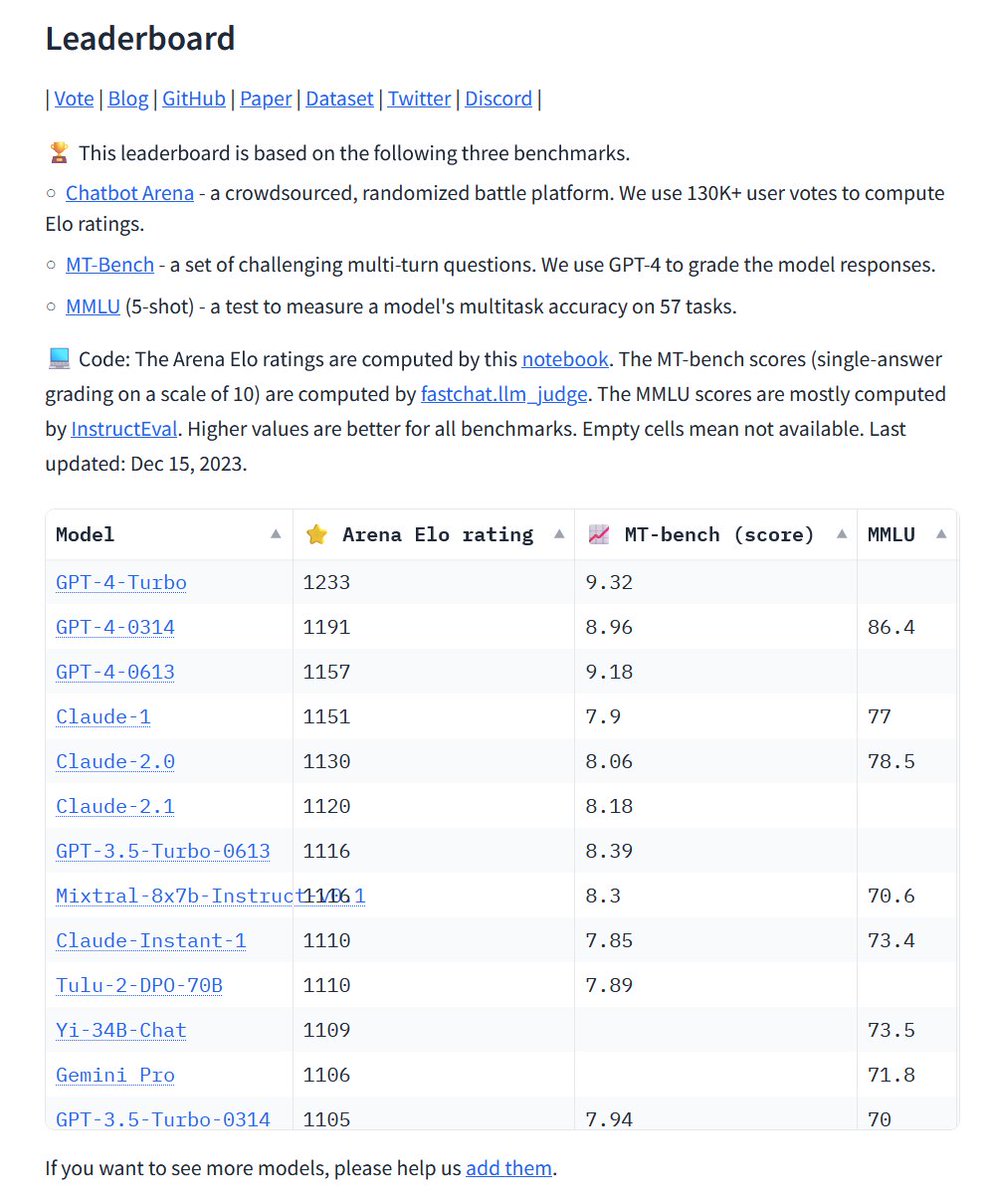 Leaderboard
| Vote | Blog | GitHub | Paper | Dataset | Twitter | Discord |
🏆 This leaderboard is based on the following three benchmarks.
○ Chatbot Arena - a crowdsourced, randomized battle platform. We use 130K+ user votes to compute
Elo ratings.
○ MT-Bench - a set of challenging multi-turn questions. We use GPT-4 to grade the model responses.
○ MMLU (5-shot) - a test to measure a model's multitask accuracy on 57 tasks.
💻 Code: The Arena Elo ratings are computed by this notebook. The MT-bench scores (single-answer
grading on a scale of 10) are computed by fastchat.llm_judge. The MMLU scores are mostly computed
by InstructEval. Higher values are better for all benchmarks. Empty cells mean not available. Last
updated: Dec 15, 2023.
Model ▲ ⭐ Arena Elo rating ▲ 📈 MT-bench (score) ▲ MMLU ▲
GPT-4-Turbo 1233 9.32
GPT-4-0314 1191 8.96 86.4
GPT-4-0613 1157 9.18
Claude-1 1151 7.9 77
Claude-2.0 1130 8.06 78.5
Claude-2.1 1120 8.18
GPT-3.5-Turbo-0613 1116 8.39
Mixtral-8x7b-Instruct-v0.1 1116 8.3 70.6
Claude-Instant-1 1110 7.85 73.4
Tulu-2-DPO-70B 1110 7.89
Yi-34B-Chat 1109 73.5
Gemini Pro 1106 71.8
GPT-3.5-Turbo-0314 1105 7.94 70
If you want to see more models, please help us add them.